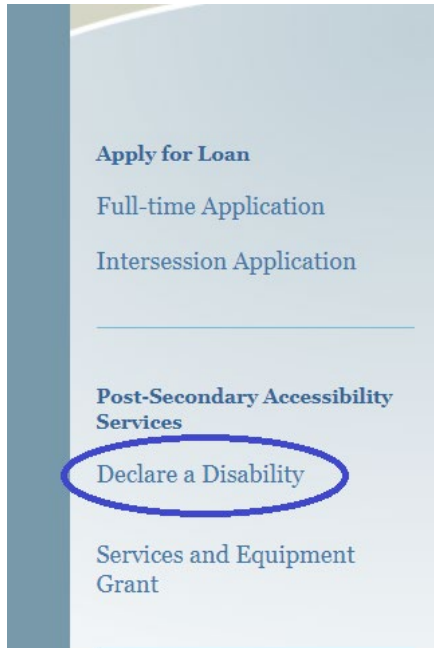 Apply for Loan
Full-time Application
Intersession Application
Post-Secondary Accessibility
Services
Declare a Disability
Services and Equipment
Grant